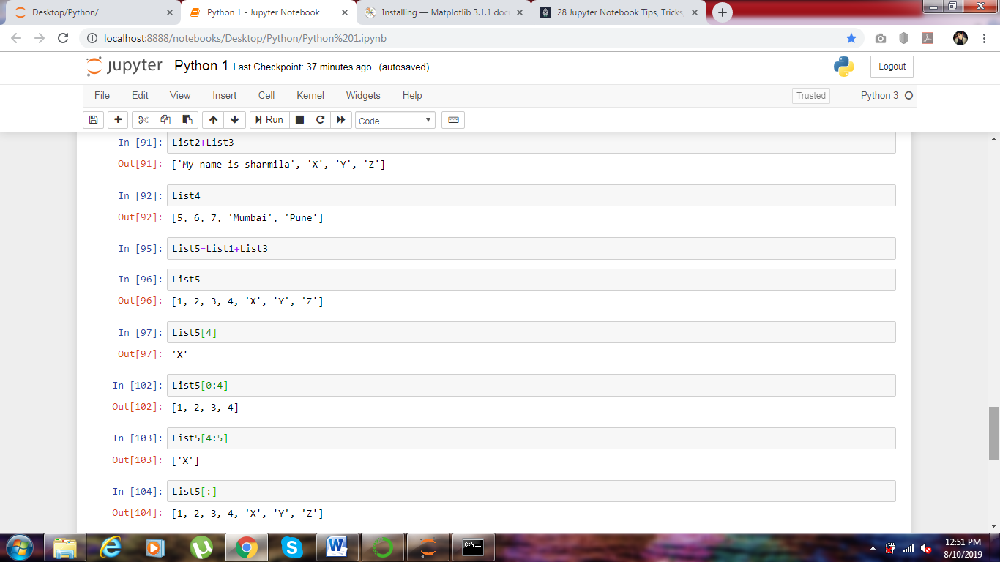 Desktop/Python/
Python 1 - Jupyter Notebook
Installing — Matplotlib 3.1.1 doc
28 Jupyter Notebook Tips, Tricks,
localhost:8888/notebooks/Desktop/Python/Python%201.ipynb
jupyter Python 1 Last Checkpoint: 37 minutes ago (autosaved)
Logout
File Edit View Insert Cell Kernel Widgets Help
Trusted
Python 3
Run
Code
In [91]: List2+List3
Out[91]: ['My name is sharmila', 'X', 'Y', 'Z']
In [92]: List4
Out[92]: [5, 6, 7, 'Mumbai', 'Pune']
In [95]: List5=List1+List3
In [96]: List5
Out[96]: [1, 2, 3, 4, 'X', 'Y', 'Z']
In [97]: List5[4]
Out[97]: 'X'
In [102]: List5[0:4]
Out[102]: [1, 2, 3, 4]
In [103]: List5[4:5]
Out[103]: ['X']
In [104]: List5[:]
Out[104]: [1, 2, 3, 4, 'X', 'Y', 'Z']
12:51 PM
8/10/2019